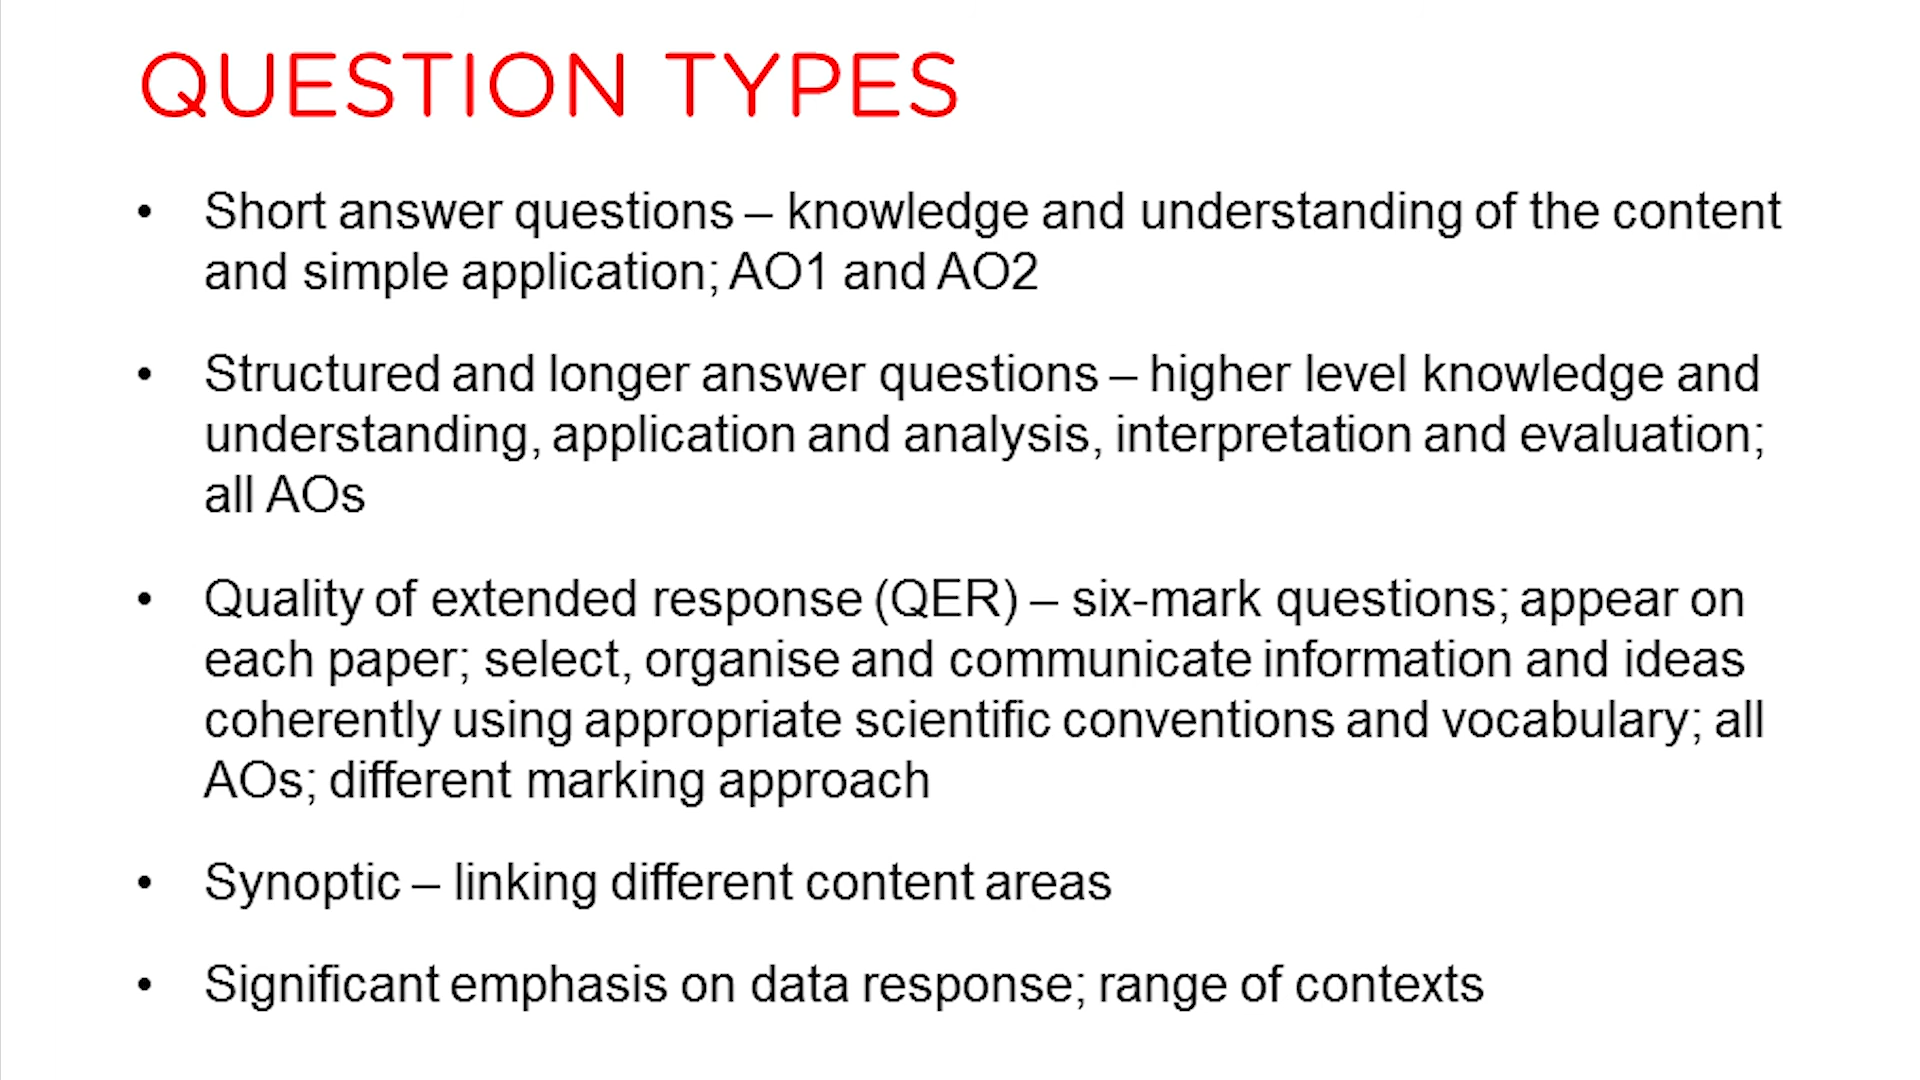 QUESTION TYPES
• Short answer questions – knowledge and understanding of the content
and simple application; AO1 and AO2
• Structured and longer answer questions – higher level knowledge and
understanding, application and analysis, interpretation and evaluation;
all AOs
• Quality of extended response (QER) – six-mark questions; appear on
each paper; select, organise and communicate information and ideas
coherently using appropriate scientific conventions and vocabulary; all
AOs; different marking approach
• Synoptic – linking different content areas
• Significant emphasis on data response; range of contexts